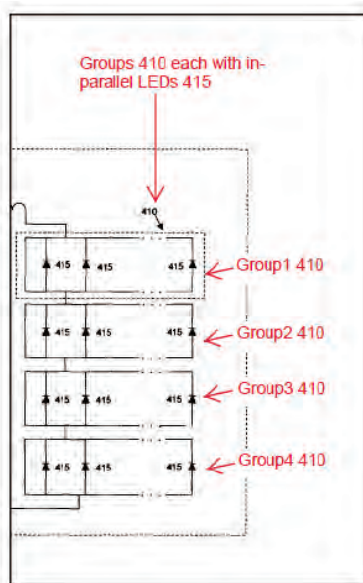 Groups 410 each with in-
parallel LEDs 415
410
415 415 415
Group1 410
415 415 415
Group2 410
415 415 415
Group3 410
415 415 415
Group4 410